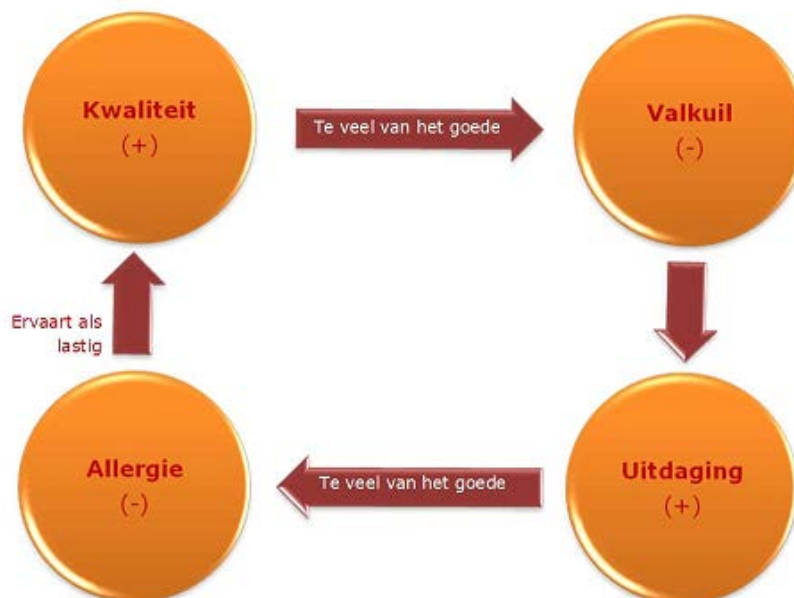 Kwaliteit
(+)
Te veel van het goede
Valkuil
(-)
Ervaart als
lastig
Allergie
(-)
Te veel van het goede
Uitdaging
(+)